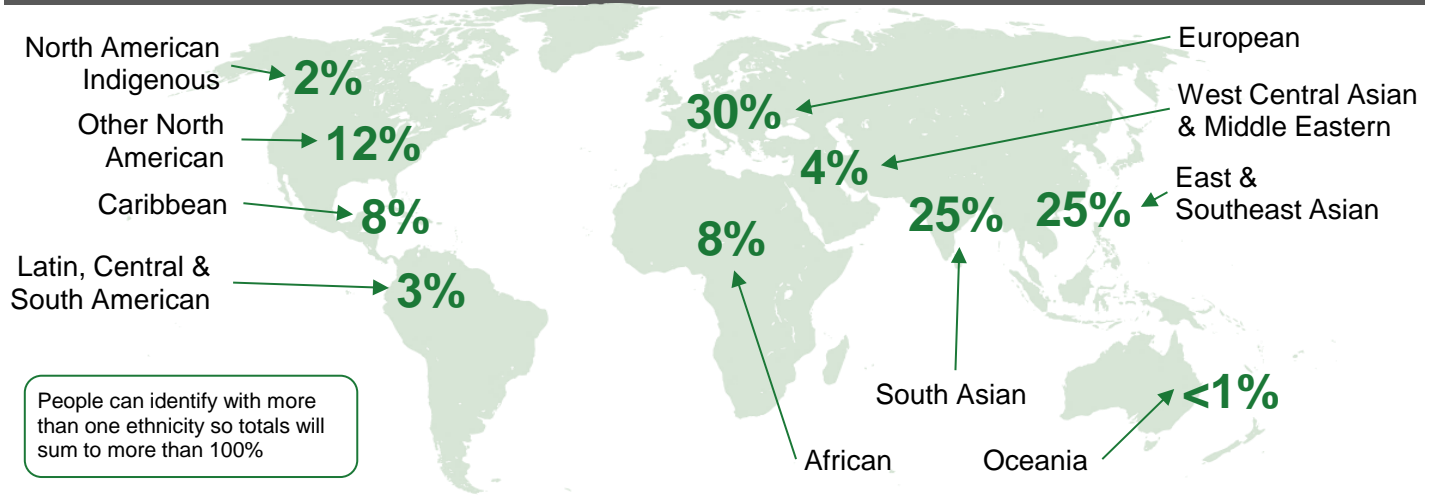 North American
Indigenous
2%
Other North
American
12%
Caribbean
8%
Latin, Central &
South American
3%
European
30%
West Central Asian
& Middle Eastern
4%
East &
Southeast Asian
25%
25%
South Asian
8%
African
<1%
Oceania
People can identify with more
than one ethnicity so totals will
sum to more than 100%